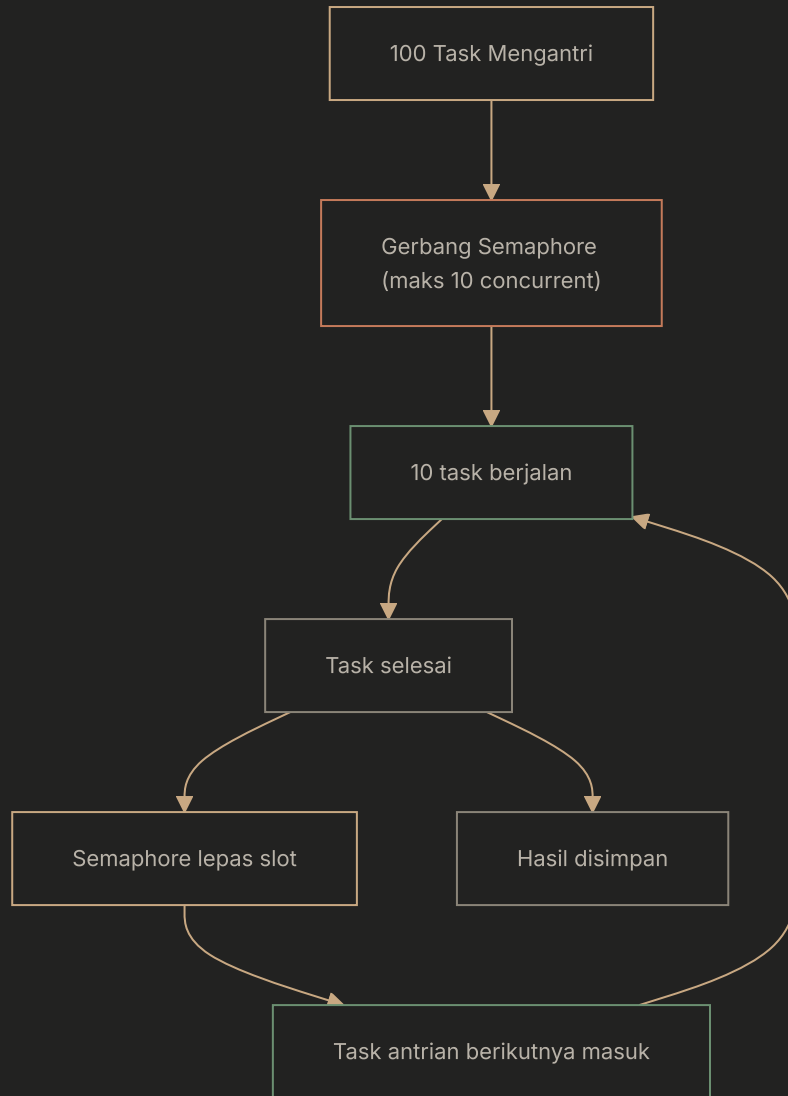 100 Task Mengantri
Gerbang Semaphore
(maks 10 concurrent)
10 task berjalan
Task selesai
Semaphore lepas slot
Hasil disimpan
Task antrian berikutnya masuk